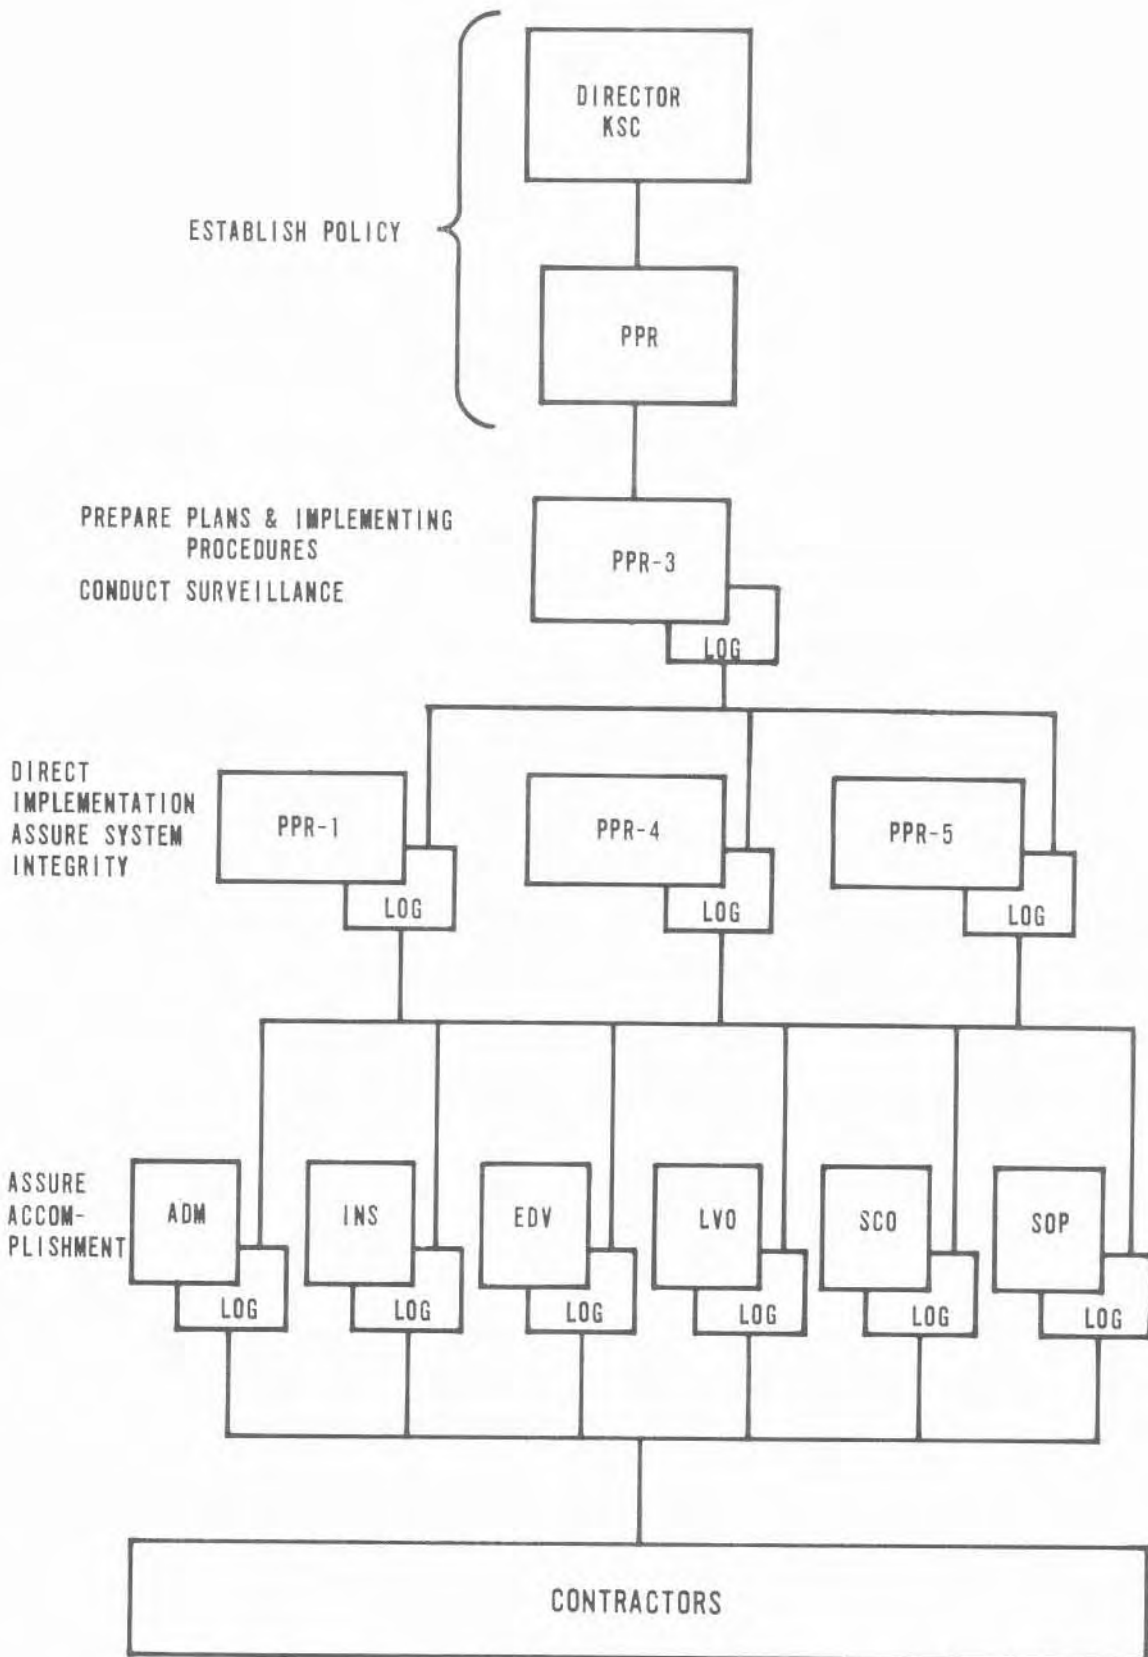 DIRECTOR
KSC
ESTABLISH POLICY
PPR
PREPARE PLANS & IMPLEMENTING
PROCEDURES
CONDUCT SURVEILLANCE
PPR-3
LOG
DIRECT
IMPLEMENTATION
ASSURE SYSTEM
INTEGRITY
PPR-1
LOG
PPR-4
LOG
PPR-5
LOG
ASSURE
ACCOM-
PLISHMENT
ADM
LOG
INS
LOG
EDV
LOG
LVO
LOG
SCO
LOG
SOP
LOG
CONTRACTORS